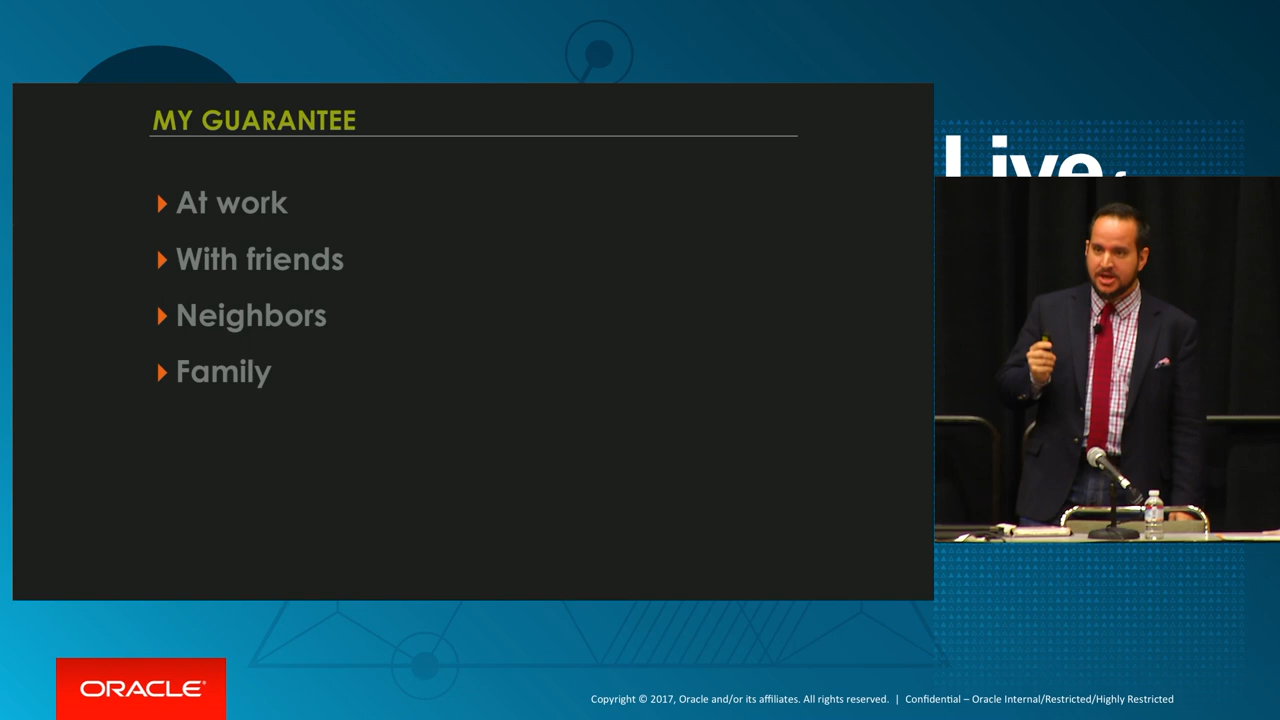 MY GUARANTEE
At work
With friends
Neighbors
Family
Live
ORACLE®
Copyright © 2017, Oracle and/or its affiliates. All rights reserved. | Confidential – Oracle Internal/Restricted/Highly Restricted